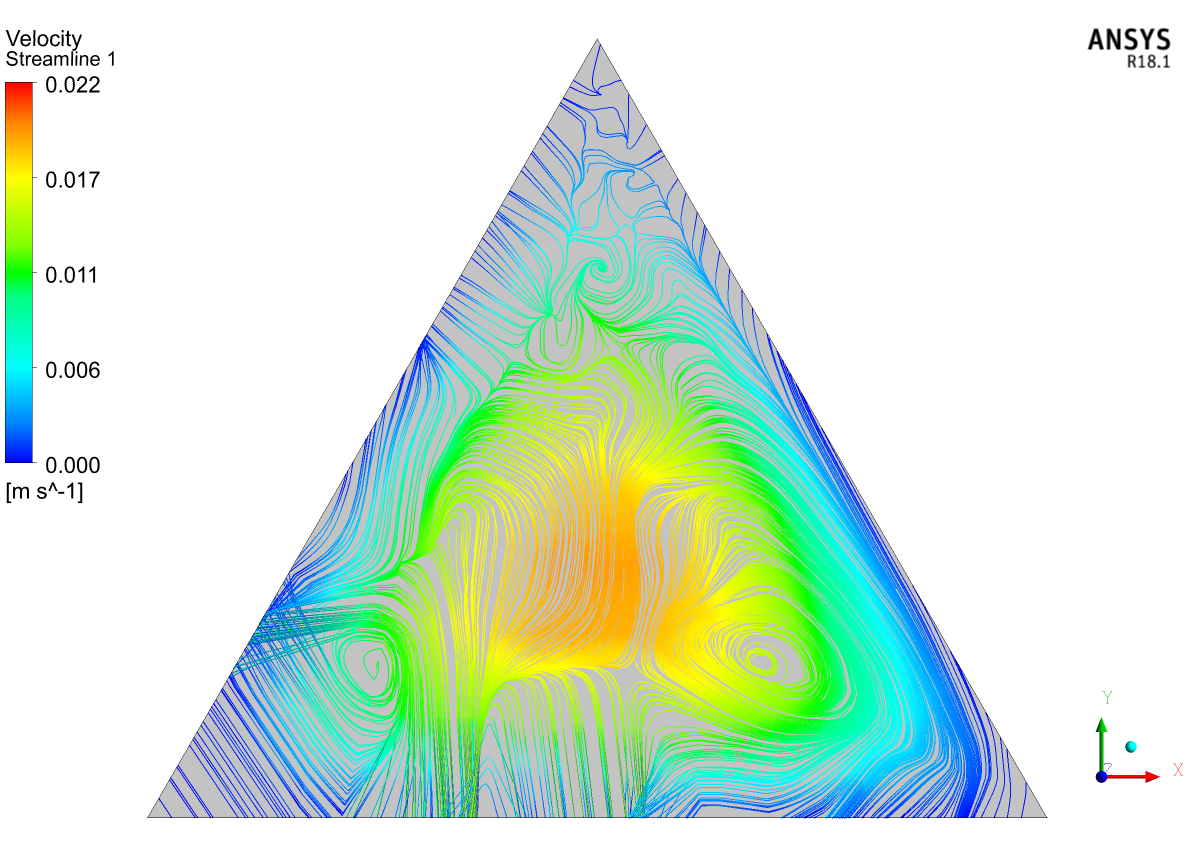 Velocity
Streamline 1
0.022
0.017
0.011
0.006
0.000
[m s^-1]
ANSYS
R18.1
Y
Z
X